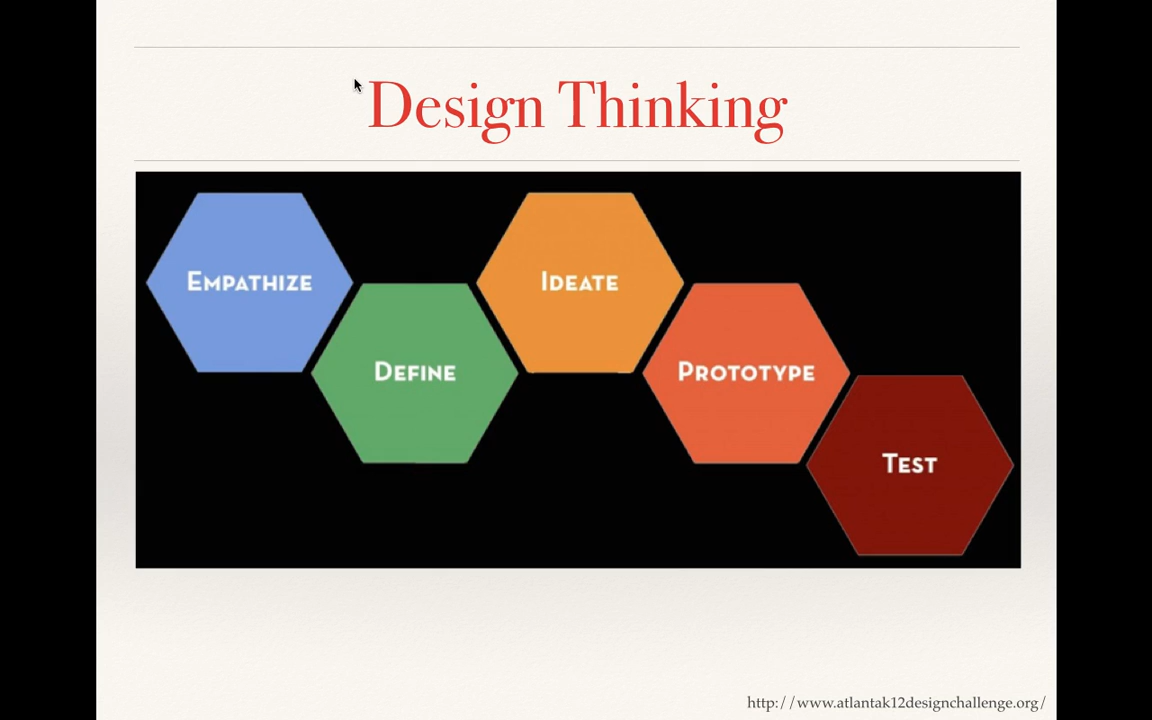 Design Thinking
Empathize
Define
Ideate
Prototype
Test
http://www.atlantak12designchallenge.org/